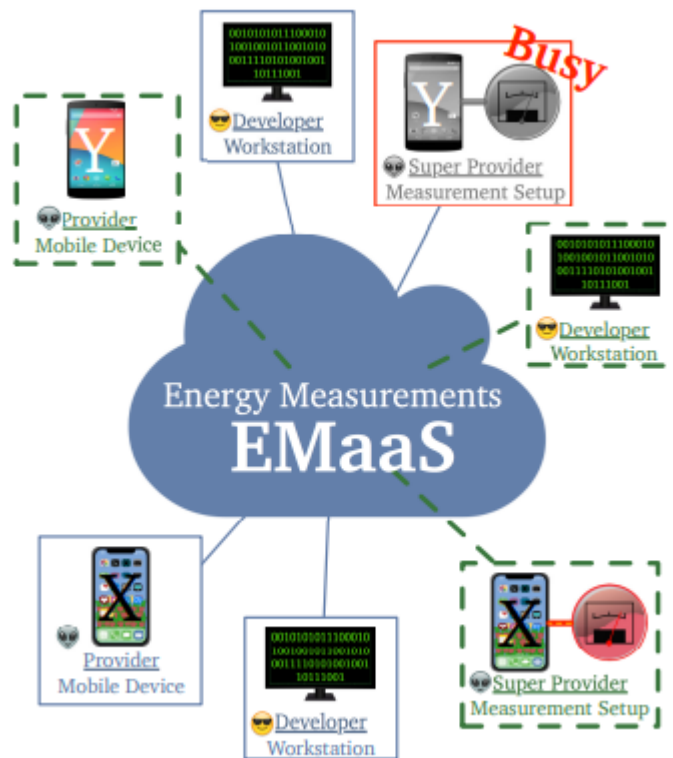 0010101011100010
1001001011001010
0011110101001001
10111001
Developer
Workstation
Busy
Y
Super Provider
Measurement Setup
Y
Provider
Mobile Device
0010101011100010
1001001011001010
0011110101001001
10111001
Developer
Workstation
Energy Measurements
EMaaS
X
Provider
Mobile Device
0010101011100010
1001001011001010
0011110101001001
10111001
Developer
Workstation
X
Super Provider
Measurement Setup